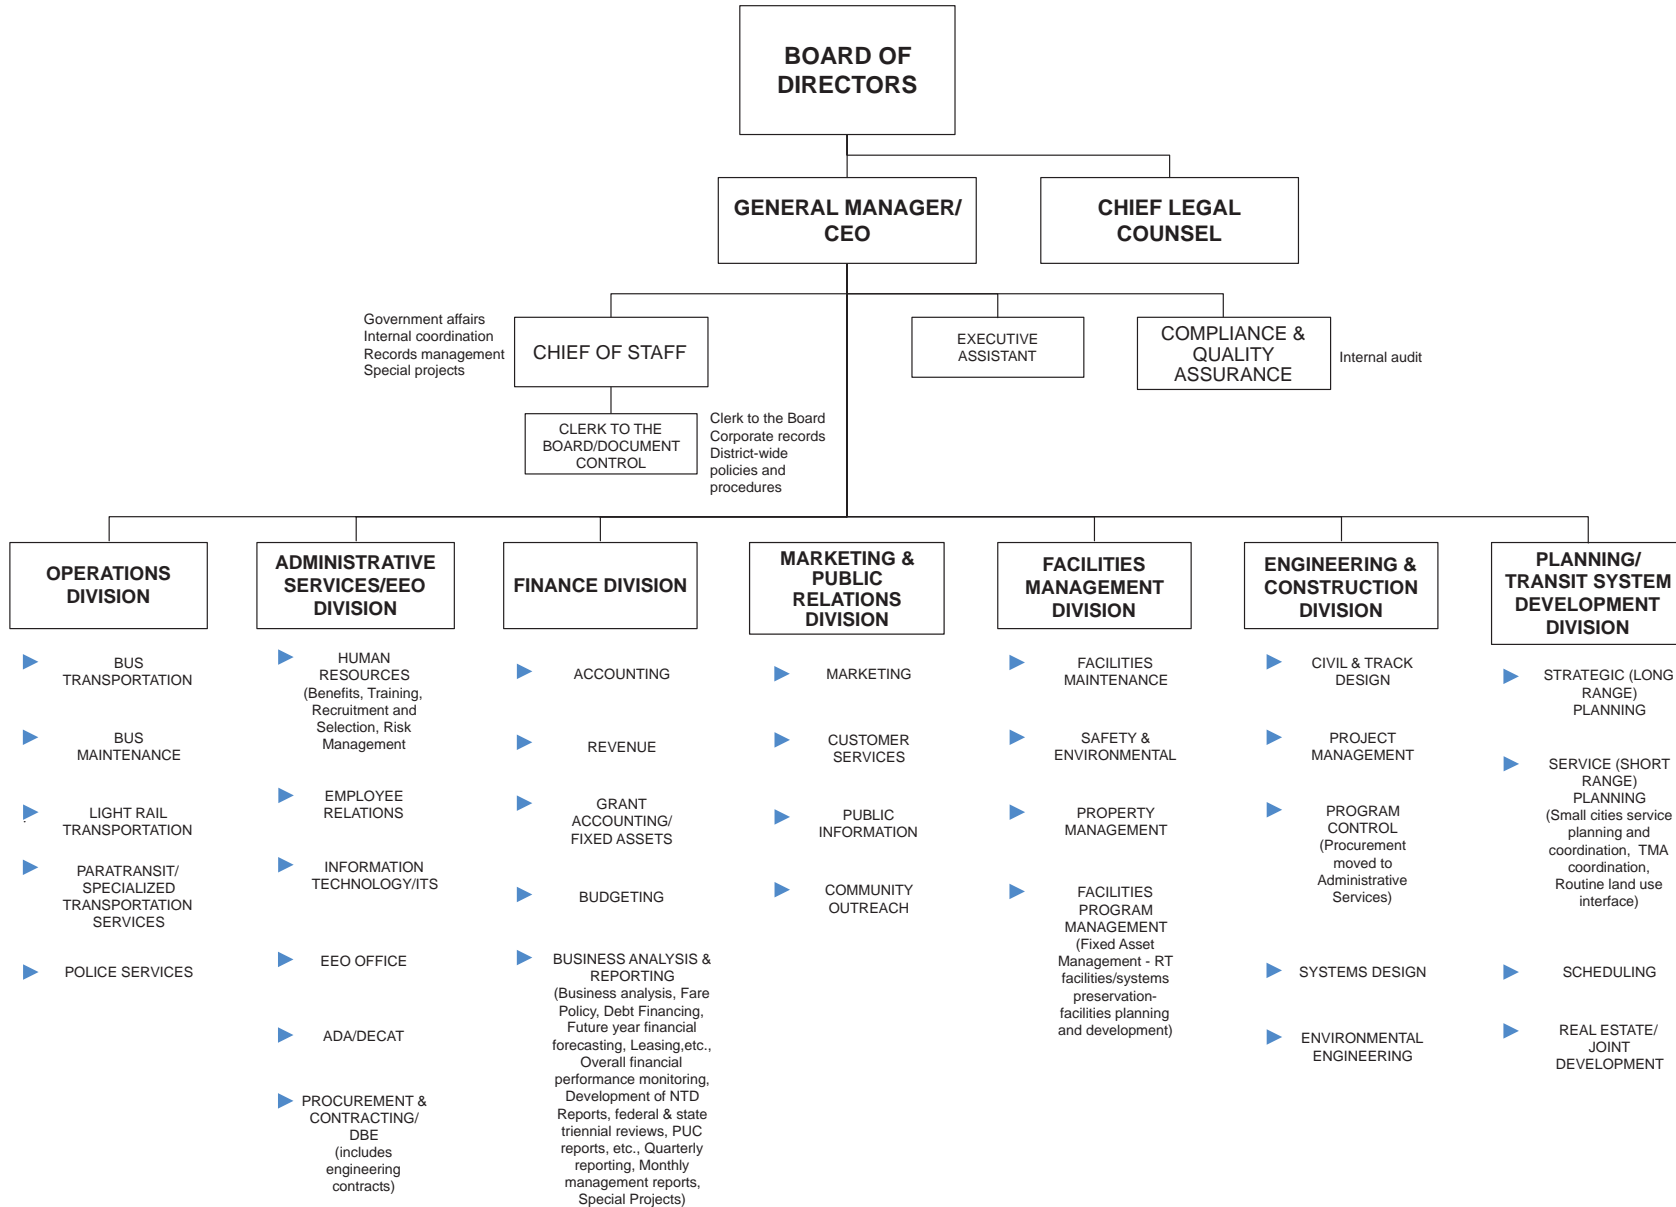 BOARD OF
DIRECTORS
GENERAL MANAGER/
CEO
CHIEF LEGAL
COUNSEL
Government affairs
Internal coordination
Records management
Special projects
CHIEF OF STAFF
EXECUTIVE
ASSISTANT
COMPLIANCE &
QUALITY
ASSURANCE
Internal audit
CLERK TO THE
BOARD/DOCUMENT
CONTROL
Clerk to the Board
Corporate records
District-wide
policies and
procedures
OPERATIONS
DIVISION
BUS
TRANSPORTATION
BUS
MAINTENANCE
LIGHT RAIL
TRANSPORTATION
PARATRANSIT/
SPECIALIZED
TRANSPORTATION
SERVICES
POLICE SERVICES
ADMINISTRATIVE
SERVICES/EEO
DIVISION
HUMAN
RESOURCES
(Benefits, Training,
Recruitment and
Selection, Risk
Management
EMPLOYEE
RELATIONS
INFORMATION
TECHNOLOGY/ITS
EEO OFFICE
ADA/DECAT
PROCUREMENT &
CONTRACTING/
DBE
(includes
engineering
contracts)
FINANCE DIVISION
ACCOUNTING
REVENUE
GRANT
ACCOUNTING/
FIXED ASSETS
BUDGETING
BUSINESS ANALYSIS &
REPORTING
(Business analysis, Fare
Policy, Debt Financing,
Future year financial
forecasting, Leasing,etc.,
Overall financial
performance monitoring,
Development of NTD
Reports, federal & state
triennial reviews, PUC
reports, etc., Quarterly
reporting, Monthly
management reports,
Special Projects)
MARKETING &
PUBLIC
RELATIONS
DIVISION
MARKETING
CUSTOMER
SERVICES
PUBLIC
INFORMATION
COMMUNITY
OUTREACH
FACILITIES
MANAGEMENT
DIVISION
FACILITIES
MAINTENANCE
SAFETY &
ENVIRONMENTAL
PROPERTY
MANAGEMENT
FACILITIES
PROGRAM
MANAGEMENT
(Fixed Asset
Management - RT
facilities/systems
preservation-
facilities planning
and development)
ENGINEERING &
CONSTRUCTION
DIVISION
CIVIL & TRACK
DESIGN
PROJECT
MANAGEMENT
PROGRAM
CONTROL
(Procurement
moved to
Administrative
Services)
SYSTEMS DESIGN
ENVIRONMENTAL
ENGINEERING
PLANNING/
TRANSIT SYSTEM
DEVELOPMENT
DIVISION
STRATEGIC (LONG
RANGE)
PLANNING
SERVICE (SHORT
RANGE)
PLANNING
(Small cities service
planning and
coordination, TMA
coordination,
Routine land use
interface)
SCHEDULING
REAL ESTATE/
JOINT
DEVELOPMENT